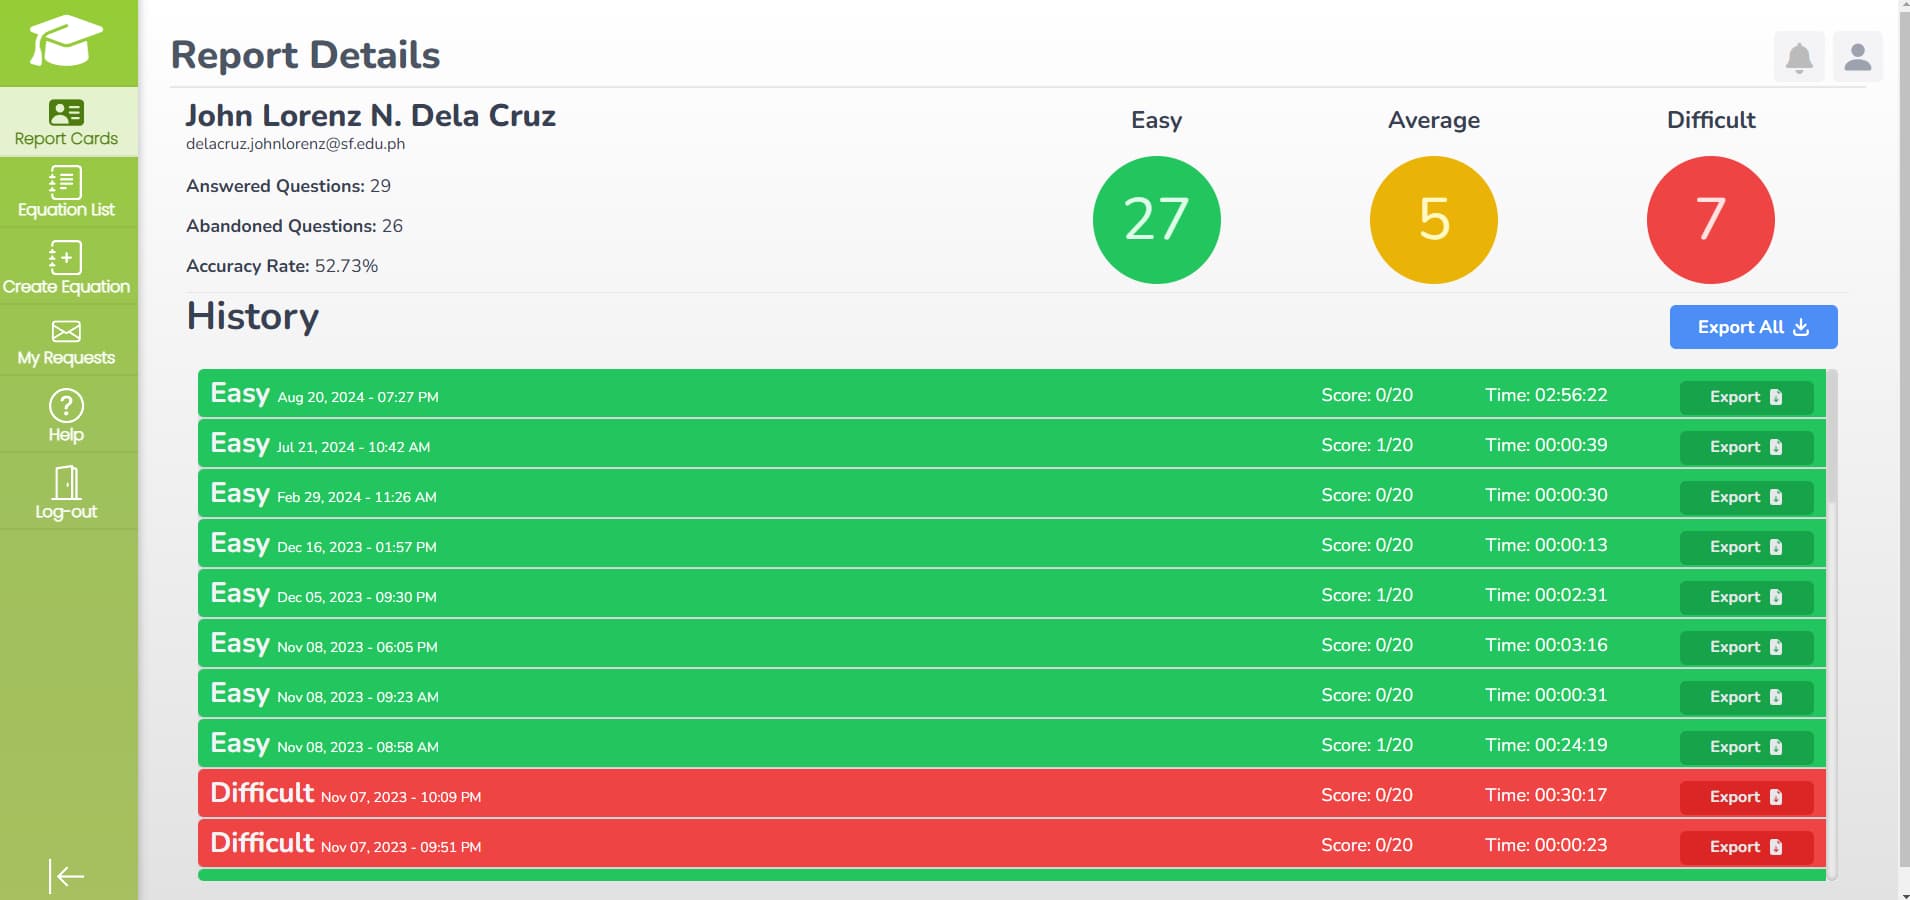 Report Details
Report Cards
Equation List
Create Equation
My Requests
Help
Log-out
John Lorenz N. Dela Cruz
delacruz.johnlorenz@sf.edu.ph
Answered Questions: 29
Abandoned Questions: 26
Accuracy Rate: 52.73%
Easy Average Difficult
27 5 7
History
Export All
Easy Aug 20, 2024 - 07:27 PM Score: 0/20 Time: 02:56:22 Export
Easy Jul 21, 2024 - 10:42 AM Score: 1/20 Time: 00:00:39 Export
Easy Feb 29, 2024 - 11:26 AM Score: 0/20 Time: 00:00:30 Export
Easy Dec 16, 2023 - 01:57 PM Score: 0/20 Time: 00:00:13 Export
Easy Dec 05, 2023 - 09:30 PM Score: 1/20 Time: 00:02:31 Export
Easy Nov 08, 2023 - 06:05 PM Score: 0/20 Time: 00:03:16 Export
Easy Nov 08, 2023 - 09:23 AM Score: 0/20 Time: 00:00:31 Export
Easy Nov 08, 2023 - 08:58 AM Score: 1/20 Time: 00:24:19 Export
Difficult Nov 07, 2023 - 10:09 PM Score: 0/20 Time: 00:30:17 Export
Difficult Nov 07, 2023 - 09:51 PM Score: 0/20 Time: 00:00:23 Export